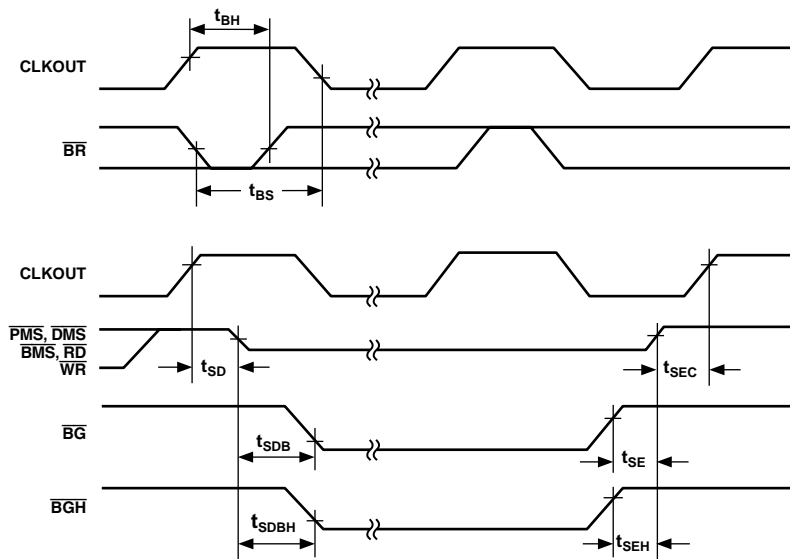 tBH
CLKOUT
BR
tBS
CLKOUT
PMS, DMS
BMS, RD
WR
tSD
tSEC
BG
tSDB
tSE
BGH
tSDBH
tSEH